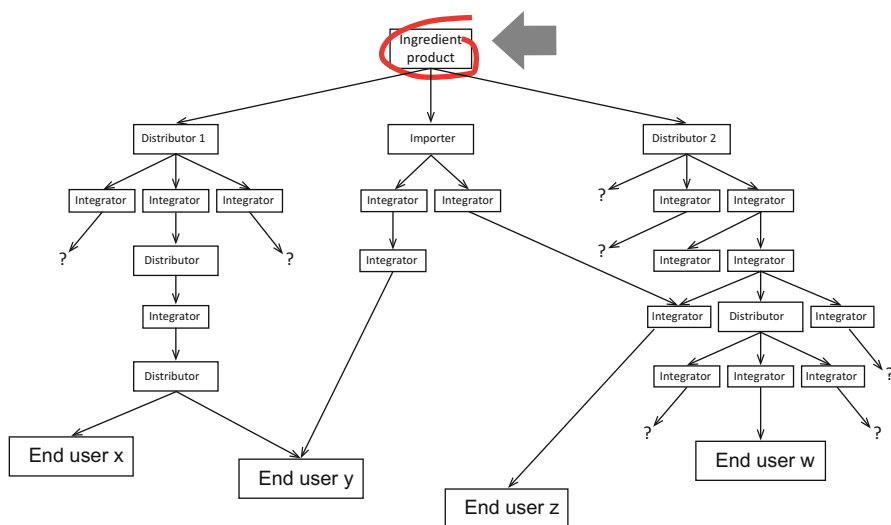 Ingredient
product
Distributor 1
Importer
Distributor 2
?
Integrator
Integrator
Integrator
Integrator
Integrator
Integrator
Integrator
?
?
?
Distributor
Integrator
Integrator
Integrator
Integrator
Integrator
Distributor
Integrator
?
Distributor
Integrator
Integrator
Integrator
?
?
End user x
End user y
End user w
End user z